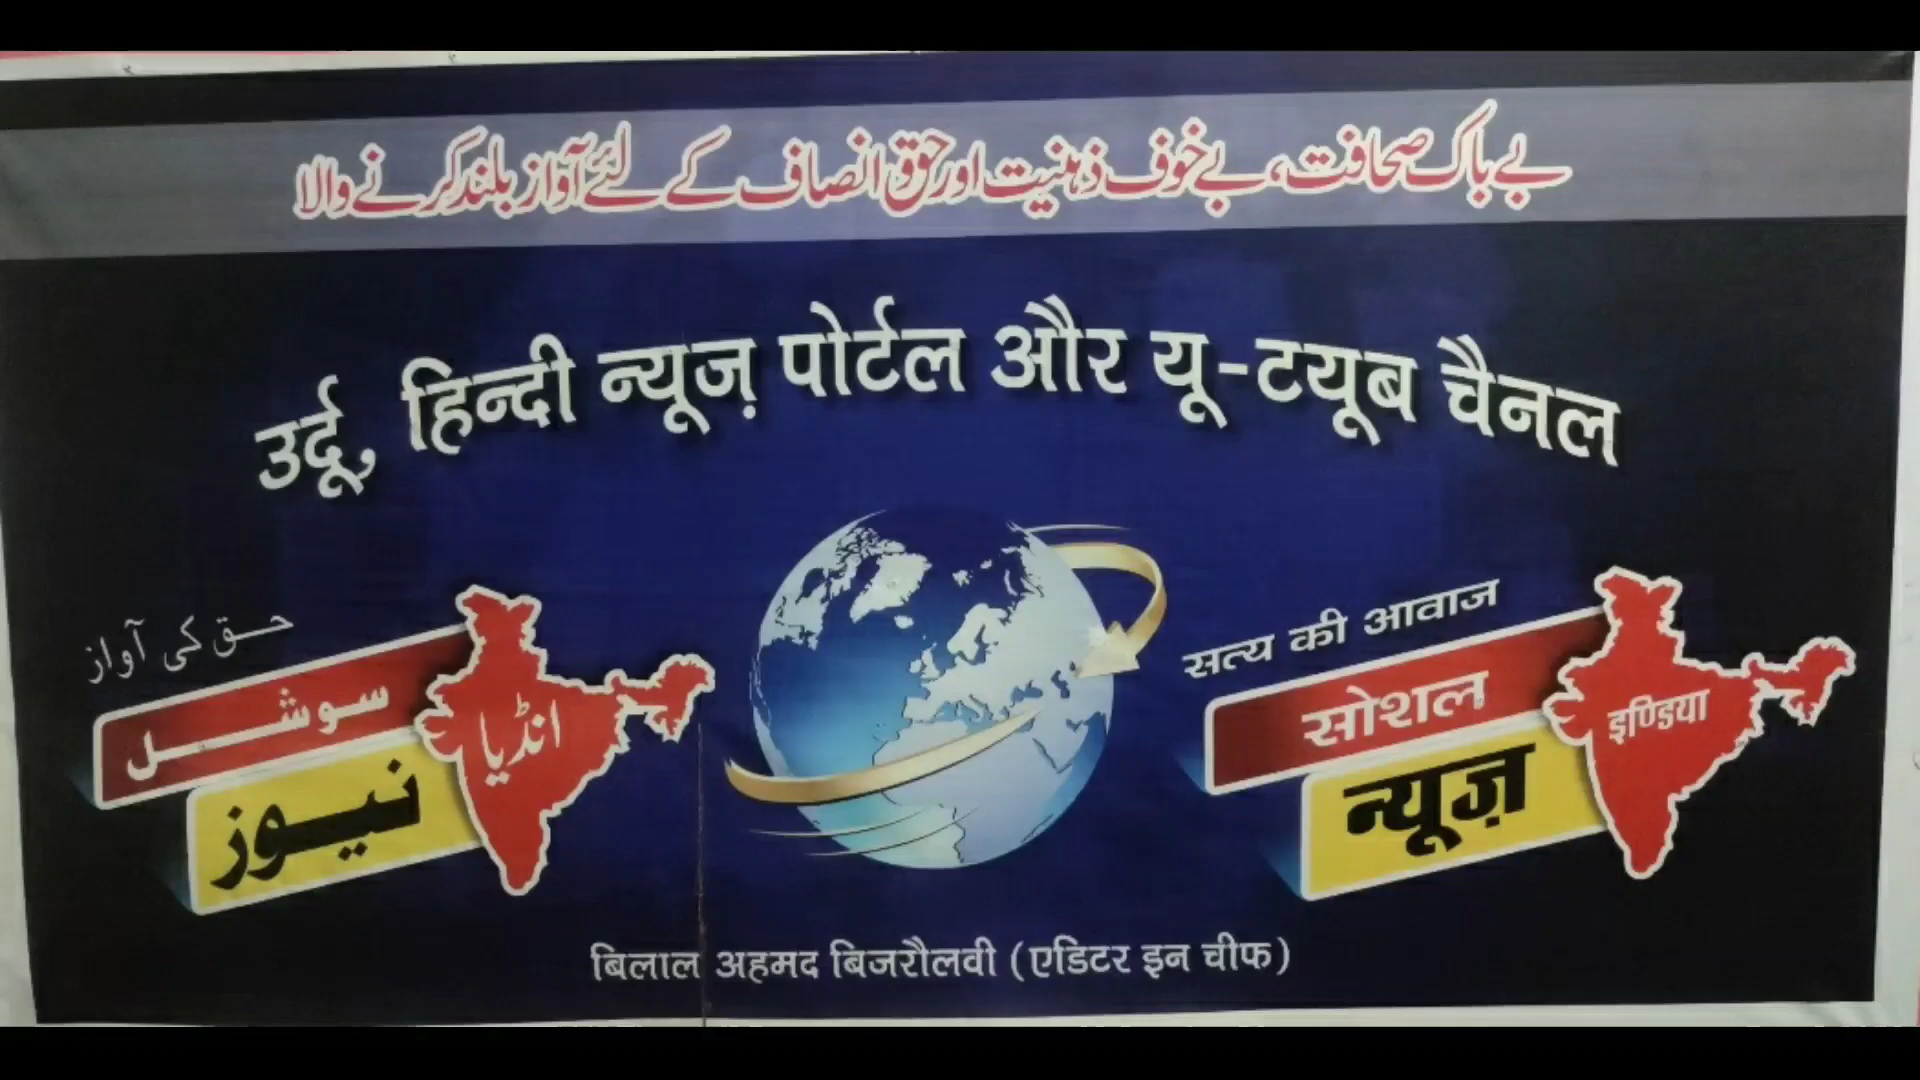 بے باک صحافت، بے خوف ذہنیت اور حق انصاف کے لئے آواز بلند کرنے والا
उर्दू, हिन्दी न्यूज़ पोर्टल और यू-टयूब चैनल
حق کی آواز
سوشل
انڈیا
نیوز
सत्य की आवाज
सोशल
इण्डिया
न्यूज़
बिलाल अहमद बिजरौलवी (एडिटर इन चीफ)